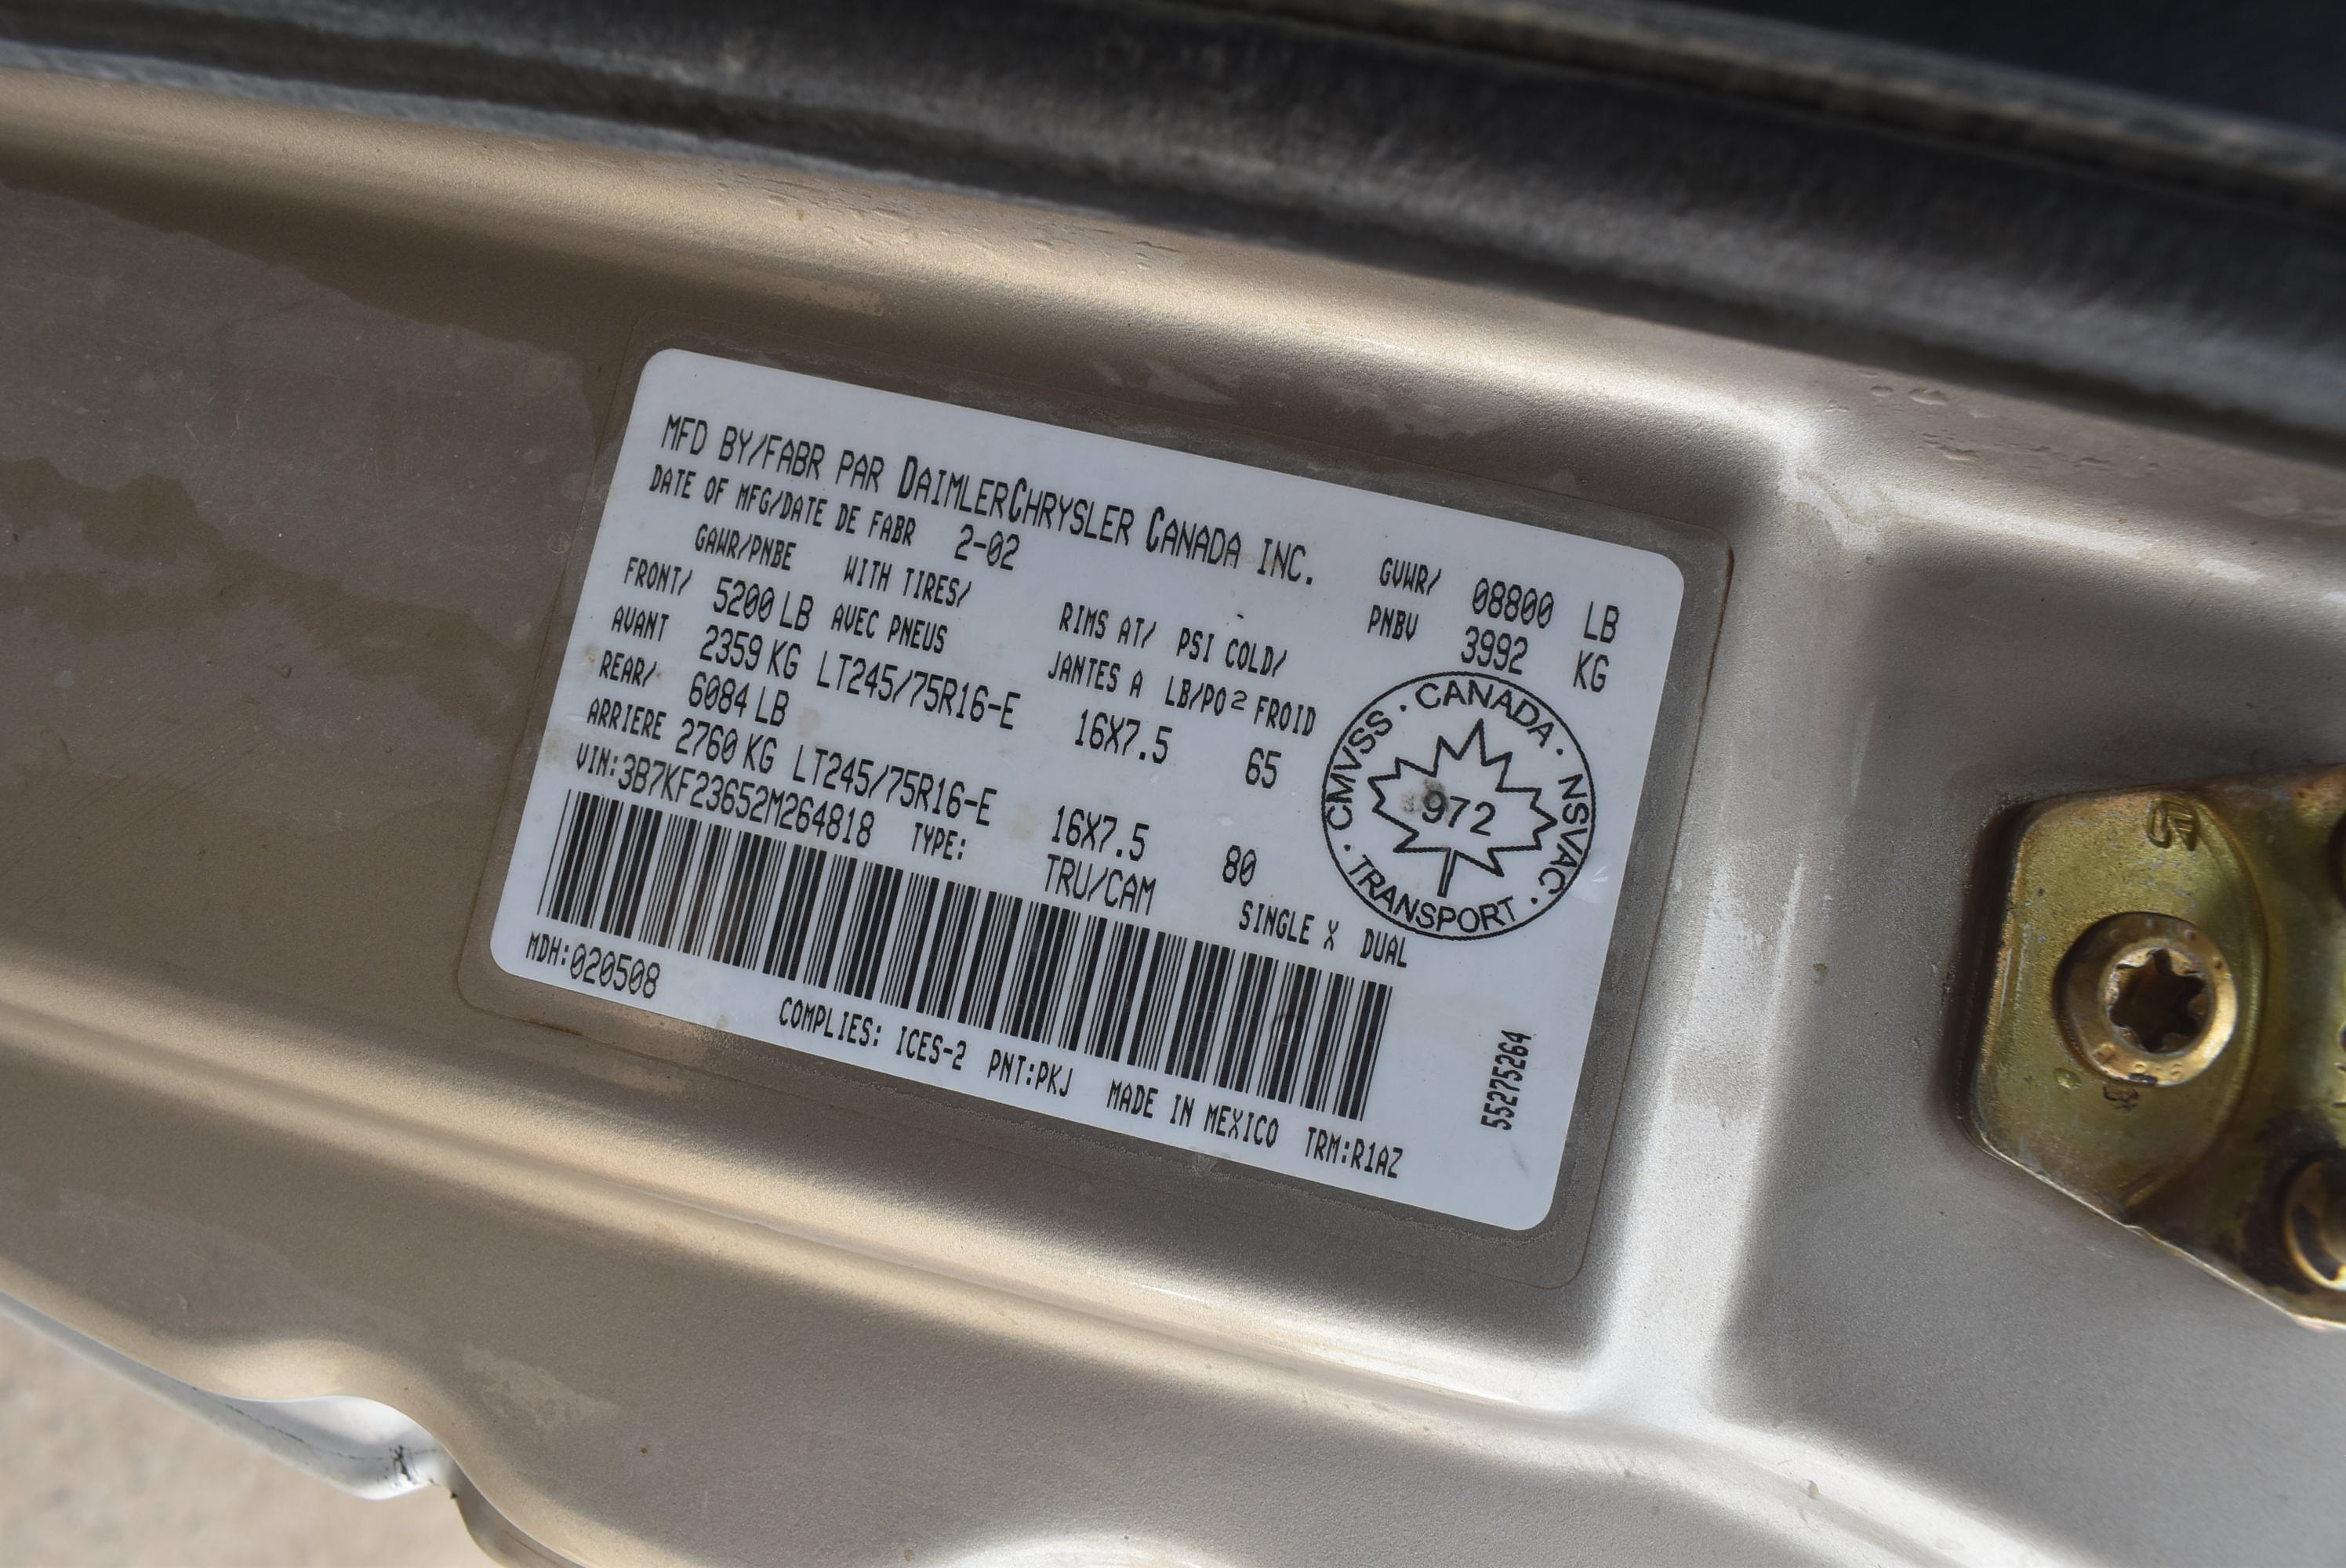 MFD BY/FABR PAR DAIMLERCHRYSLER CANADA INC.
DATE OF MFG/DATE DE FABR 2-02 GVWR/ 08800 LB
PNBV 3992 KG
GAWR/PNBE WITH TIRES/ RIMS AT/ PSI COLD/
FRONT/ 5200 LB AVEC PNEUS JANTES A LB/PO² FROID
AVANT 2359 KG LT245/75R16-E 16X7.5 65
REAR/ 6084 LB
ARRIERE 2760 KG LT245/75R16-E 16X7.5 80
VIN:3B7KF23652M264818 TYPE: TRU/CAM SINGLE X DUAL
CMVSS · CANADA · NSVAC · TRANSPORT ·
972
MDH:020508
COMPLIES: ICES-2 PNT:PKJ MADE IN MEXICO TRM:R1AZ
55275264